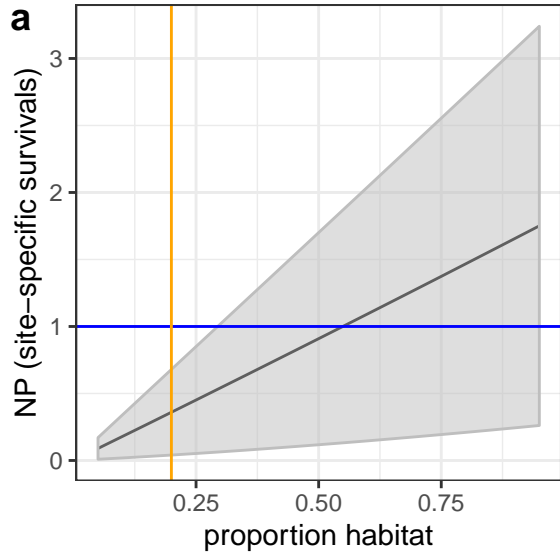 a
NP (site−specific survivals)
3
2
1
0
0.25 0.50 0.75
proportion habitat